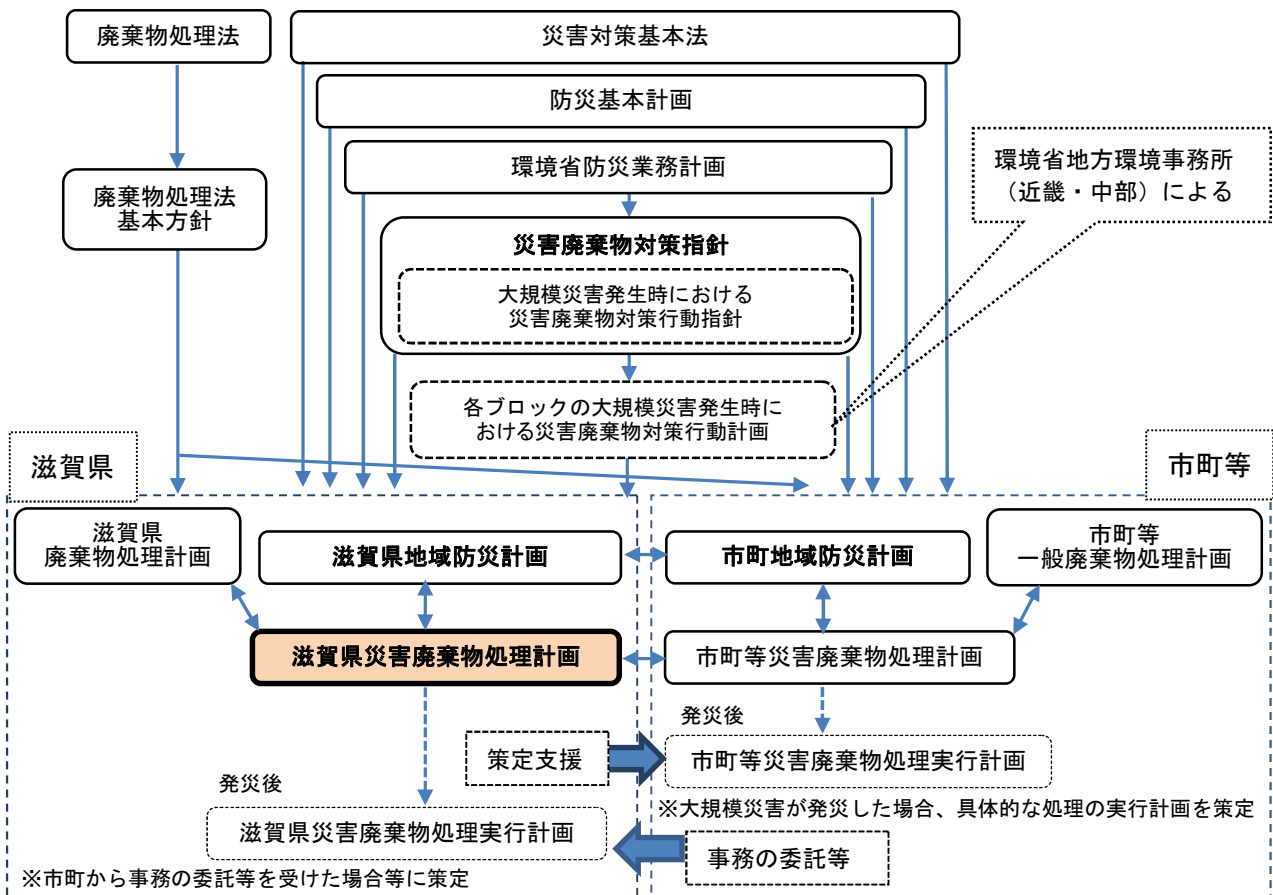 廃棄物処理法
災害対策基本法
防災基本計画
環境省防災業務計画
環境省地方環境事務所
（近畿・中部）による
廃棄物処理法
基本方針
災害廃棄物対策指針
大規模災害発生時における
災害廃棄物対策行動指針
各ブロックの大規模災害発生時に
おける災害廃棄物対策行動計画
滋賀県
市町等
滋賀県
廃棄物処理計画
滋賀県地域防災計画
市町地域防災計画
市町等
一般廃棄物処理計画
滋賀県災害廃棄物処理計画
市町等災害廃棄物処理計画
発災後
策定支援
市町等災害廃棄物処理実行計画
※大規模災害が発災した場合、具体的な処理の実行計画を策定
発災後
滋賀県災害廃棄物処理実行計画
事務の委託等
※市町から事務の委託等を受けた場合等に策定